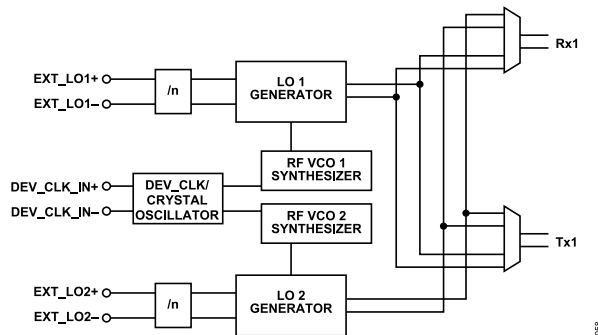 EXT_LO1+
EXT_LO1–
/n
LO 1
GENERATOR
Rx1
RF VCO 1
SYNTHESIZER
DEV_CLK_IN+
DEV_CLK_IN–
DEV_CLK/
CRYSTAL
OSCILLATOR
RF VCO 2
SYNTHESIZER
Tx1
EXT_LO2+
EXT_LO2–
/n
LO 2
GENERATOR